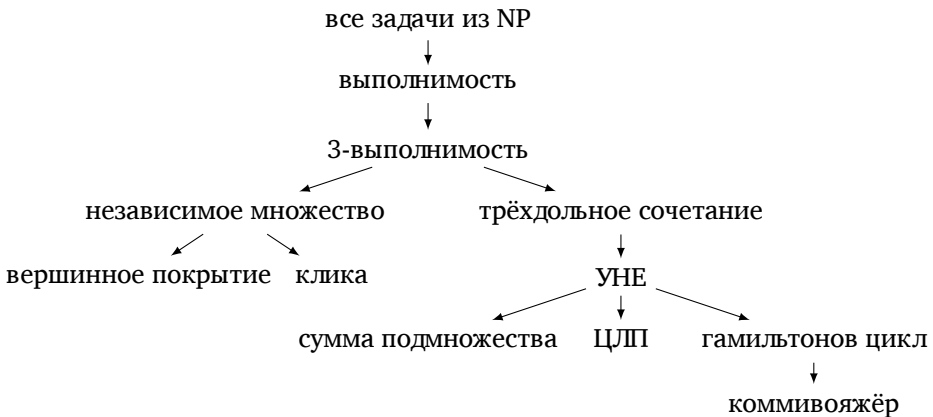 все задачи из NP
выполнимость
3-выполнимость
независимое множество трёхдольное сочетание
вершинное покрытие клика УНЕ
сумма подмножества ЦЛП гамильтонов цикл
коммивояжёр